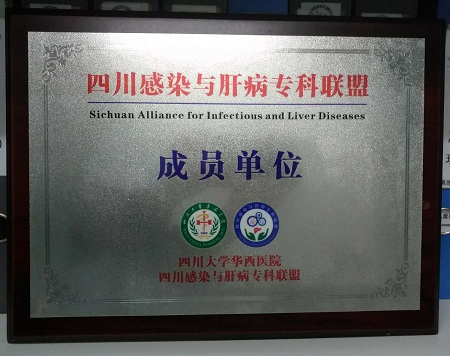 四川感染与肝病专科联盟
Sichuan Alliance for Infectious and Liver Diseases
成员单位
四川大学华西医院
四川感染与肝病专科联盟